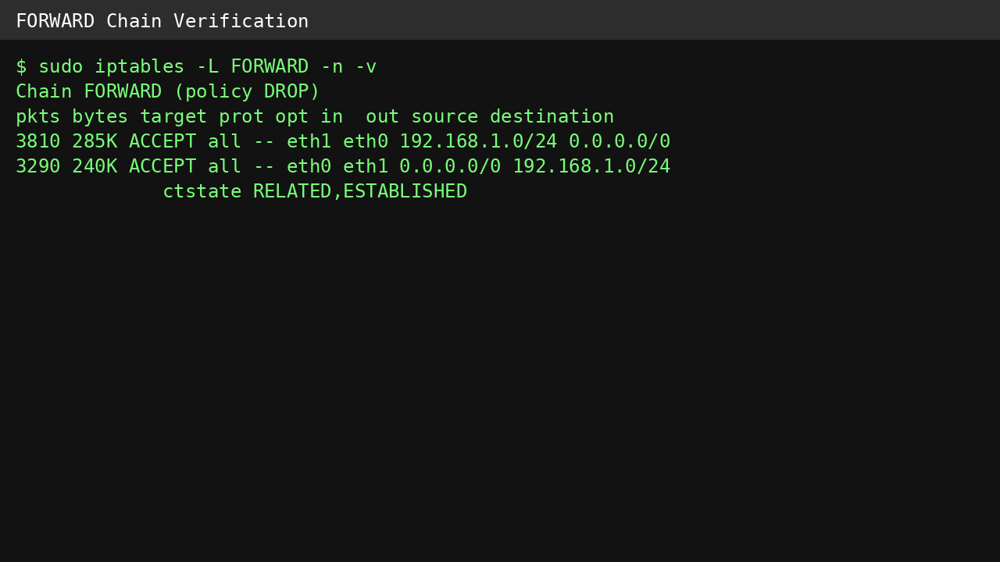 FORWARD Chain Verification
$ sudo iptables -L FORWARD -n -v
Chain FORWARD (policy DROP)
pkts bytes target prot opt in  out source destination
3810 285K ACCEPT all -- eth1 eth0 192.168.1.0/24 0.0.0.0/0
3290 240K ACCEPT all -- eth0 eth1 0.0.0.0/0 192.168.1.0/24
             ctstate RELATED,ESTABLISHED